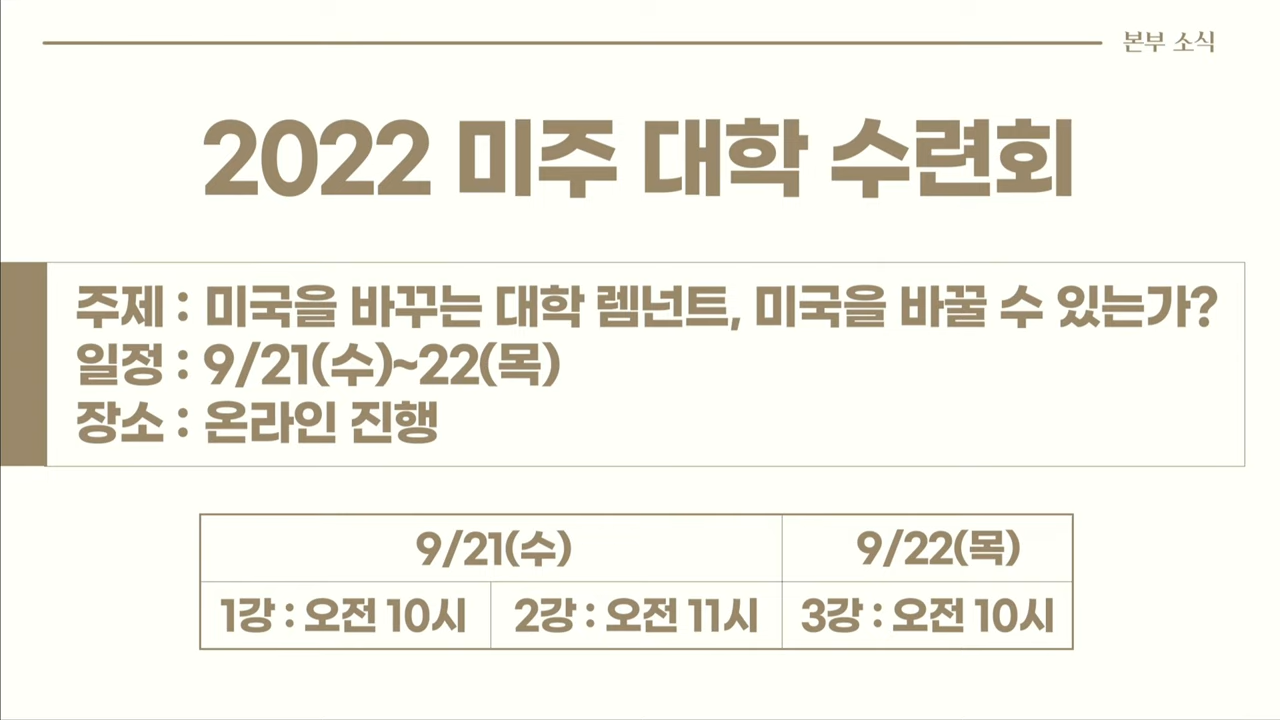 본부 소식
2022 미주 대학 수련회
주제 : 미국을 바꾸는 대학 렘넌트, 미국을 바꿀 수 있는가?
일정 : 9/21(수)~22(목)
장소 : 온라인 진행
9/21(수) 9/22(목)
1강 : 오전 10시 2강 : 오전 11시 3강 : 오전 10시